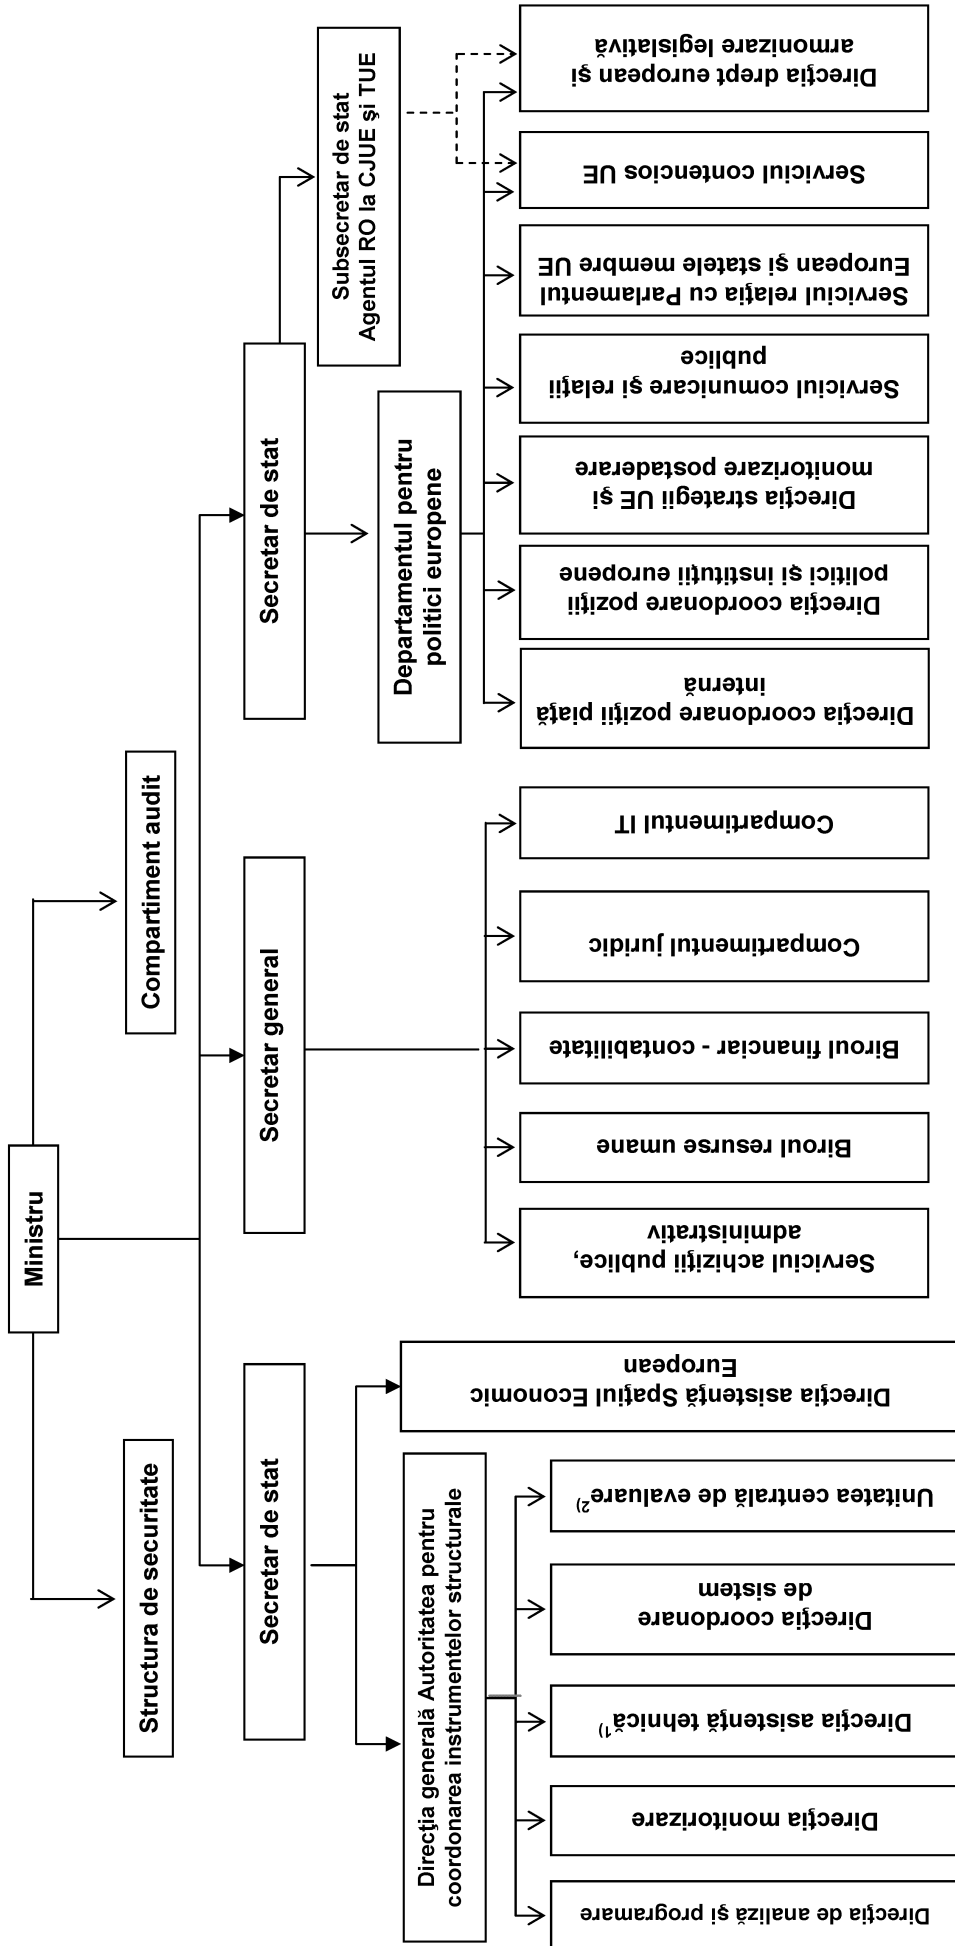 Ministru
Structura de securitate
Compartiment audit
Secretar de stat
Secretar general
Secretar de stat
Direcţia generală Autoritatea pentru
coordonarea instrumentelor structurale
Direcţia asistenţă Spaţiul Economic
European
Direcţia de analiză şi programare
Direcţia monitorizare
Direcţia asistenţă tehnică1)
Direcţia coordonare
de sistem
Unitatea centrală de evaluare2)
Serviciul achiziţii publice,
administrativ
Biroul resurse umane
Biroul financiar - contabilitate
Compartimentul juridic
Compartimentul IT
Departamentul pentru
politici europene
Subsecretar de stat
Agentul RO la CJUE şi TUE
Direcţia coordonare poziţii piaţă
internă
Direcţia coordonare poziţii
politici şi instituţii europene
Direcţia strategii UE şi
monitorizare postaderare
Serviciul comunicare şi relaţii
publice
Serviciul relaţia cu Parlamentul
European şi statele membre UE
Serviciul contencios UE
Direcţia drept european şi
armonizare legislativă